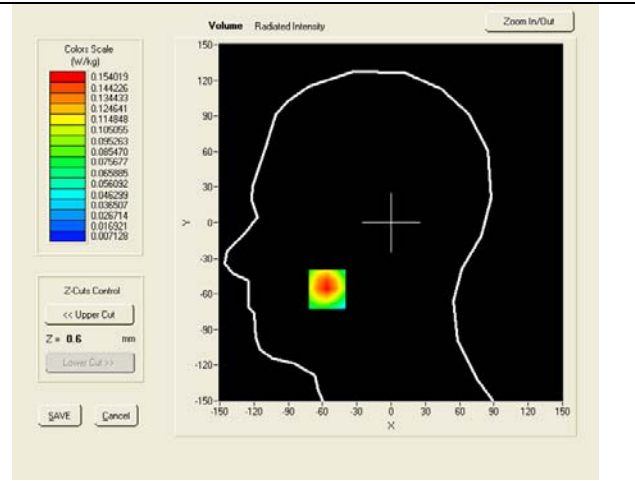 Volume Radiated Intensity
Zoom In/Out
Colors Scale
(W/kg)
0.154019
0.144226
0.134433
0.124641
0.114848
0.105055
0.095263
0.085470
0.075677
0.065885
0.056092
0.046299
0.036507
0.026714
0.016921
0.007128
Z-Cuts Control
<< Upper Cut
Z = 0.6 mm
Lower Cut >>
SAVE Cancel
150
120
90
60
30
0
-30
-60
-90
-120
-150
Y
-150 -120 -90 -60 -30 0 30 60 90 120 150
X